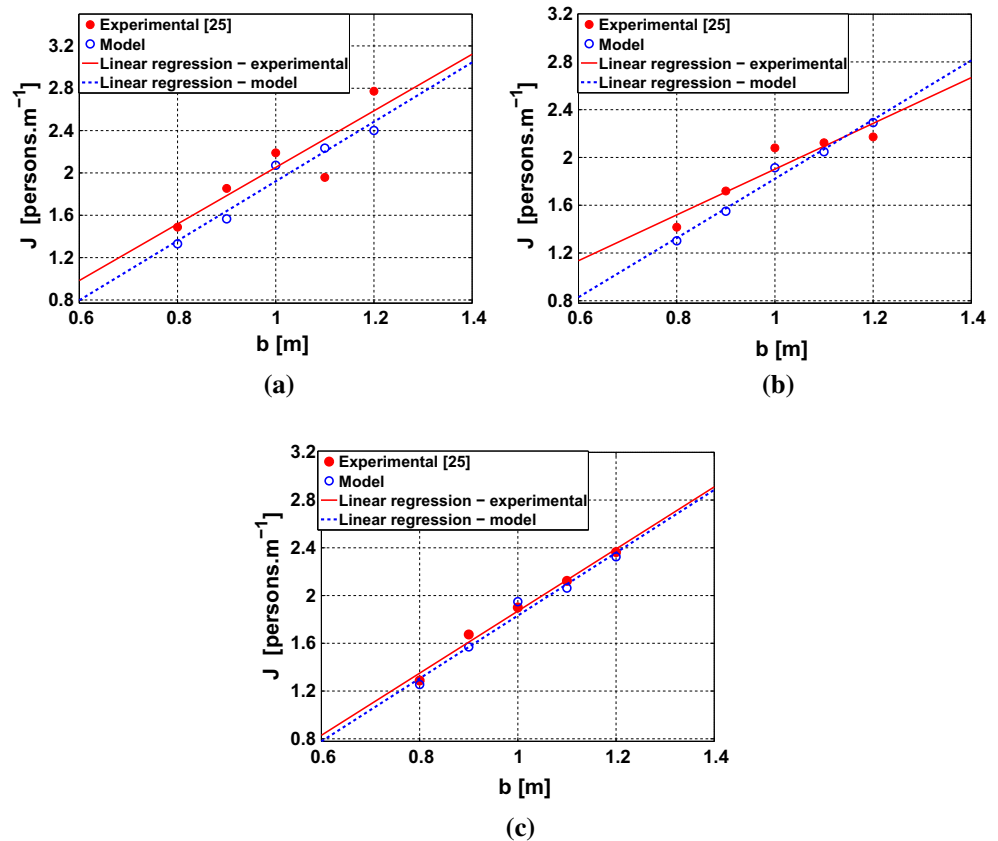 Experimental [25]
Model
Linear regression − experimental
Linear regression − model
3.2
2.8
2.4
2
1.6
1.2
0.8
J [persons.m⁻¹]
0.6 0.8 1 1.2 1.4
b [m]
(a)
Experimental [25]
Model
Linear regression − experimental
Linear regression − model
3.2
2.8
2.4
2
1.6
1.2
0.8
J [persons.m⁻¹]
0.6 0.8 1 1.2 1.4
b [m]
(b)
Experimental [25]
Model
Linear regression − experimental
Linear regression − model
3.2
2.8
2.4
2
1.6
1.2
0.8
J [persons.m⁻¹]
0.6 0.8 1 1.2 1.4
b [m]
(c)